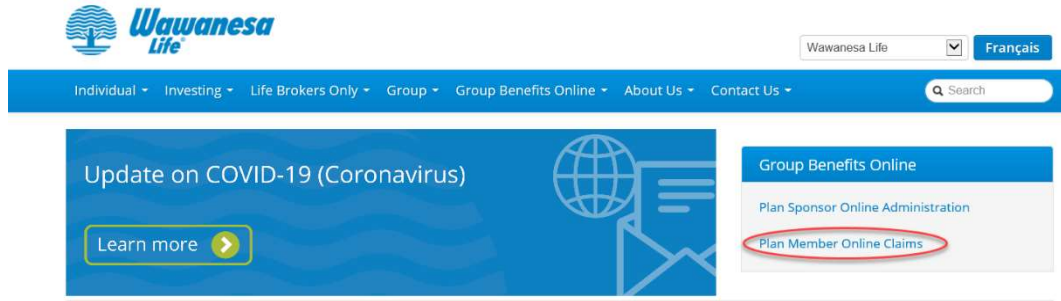 Wawanesa
Life®
Wawanesa Life
Français
Individual Investing Life Brokers Only Group Group Benefits Online About Us Contact Us
Search
Update on COVID-19 (Coronavirus)
Learn more
Group Benefits Online
Plan Sponsor Online Administration
Plan Member Online Claims